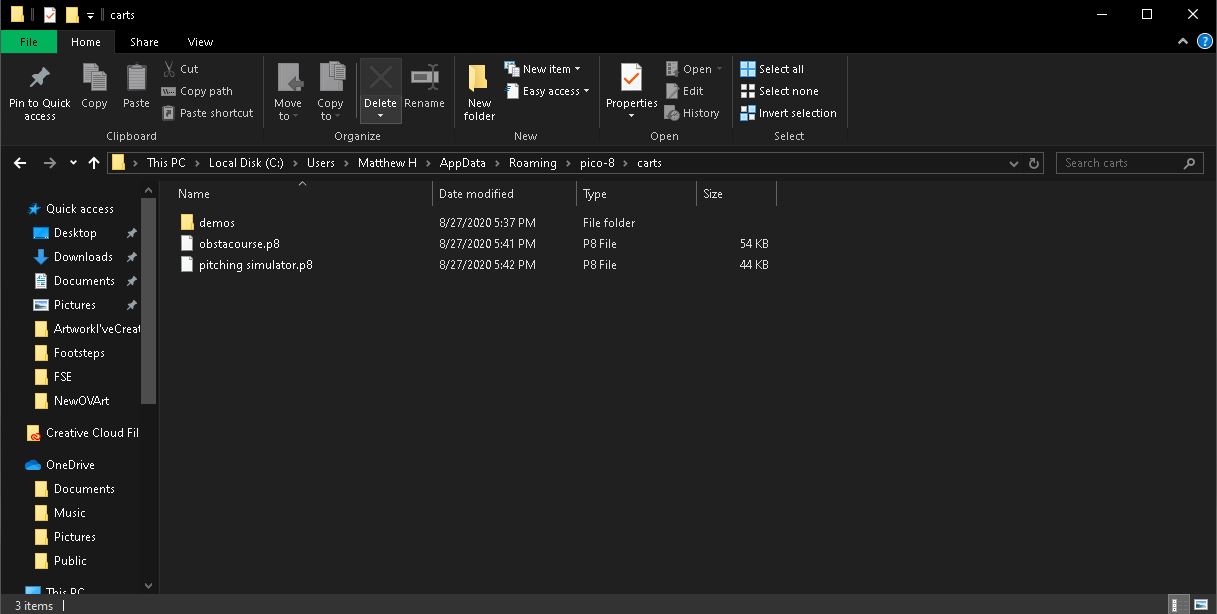 carts
File Home Share View
Pin to Quick access
Copy
Paste
Cut
Copy path
Paste shortcut
Clipboard
Move to
Copy to
Delete
Rename
Organize
New folder
New item
Easy access
New
Properties
Open
Edit
History
Open
Select all
Select none
Invert selection
Select
This PC > Local Disk (C:) > Users > Matthew H > AppData > Roaming > pico-8 > carts
Search carts
Quick access
Desktop
Downloads
Documents
Pictures
ArtworkI'veCreat
Footsteps
FSE
NewOVArt
Creative Cloud Fil
OneDrive
Documents
Music
Pictures
Public
This PC
Name Date modified Type Size
demos 8/27/2020 5:37 PM File folder
obstacourse.p8 8/27/2020 5:41 PM P8 File 54 KB
pitching simulator.p8 8/27/2020 5:42 PM P8 File 44 KB
3 items